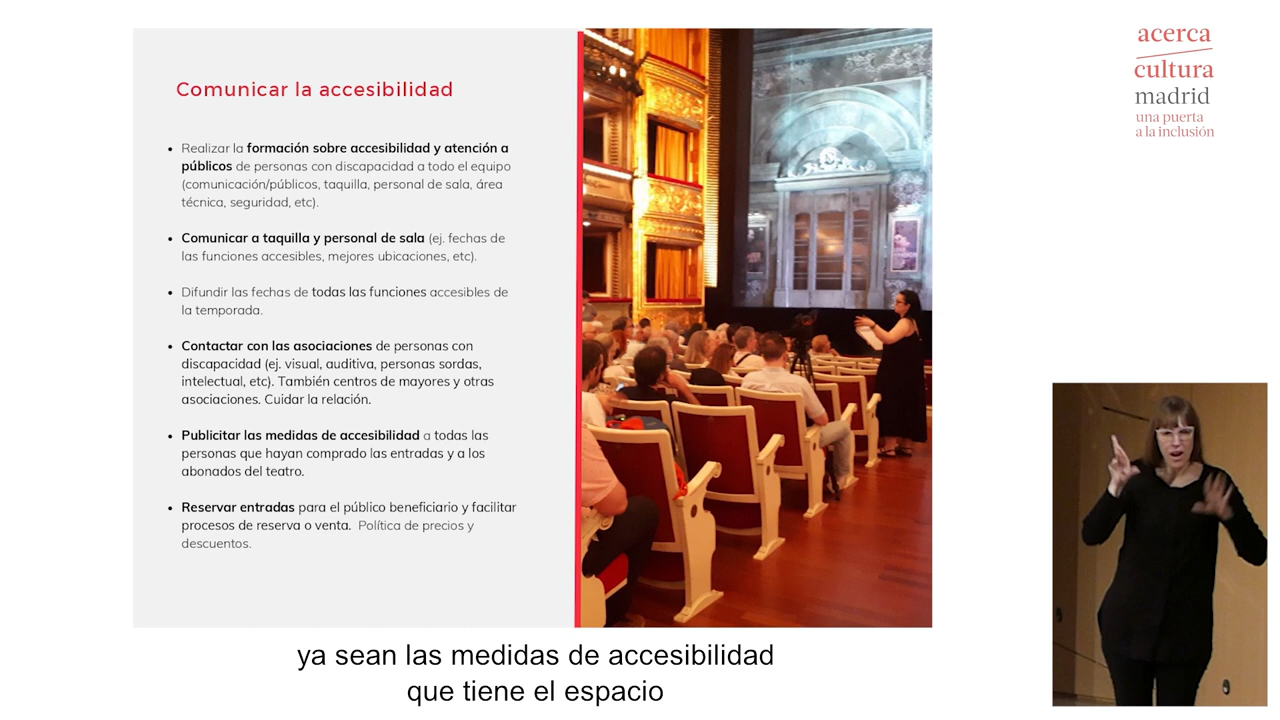 Comunicar la accesibilidad
Realizar la formación sobre accesibilidad y atención a
públicos de personas con discapacidad a todo el equipo
(comunicación/públicos, taquilla, personal de sala, área
técnica, seguridad, etc).
Comunicar a taquilla y personal de sala (ej. fechas de
las funciones accesibles, mejores ubicaciones, etc).
Difundir las fechas de todas las funciones accesibles de
la temporada.
Contactar con las asociaciones de personas con
discapacidad (ej. visual, auditiva, personas sordas,
intelectual, etc). También centros de mayores y otras
asociaciones. Cuidar la relación.
Publicitar las medidas de accesibilidad a todas las
personas que hayan comprado las entradas y a los
abonados del teatro.
Reservar entradas para el público beneficiario y facilitar
procesos de reserva o venta. Política de precios y
descuentos.
acerca
cultura
madrid
una puerta
a la inclusión
ya sean las medidas de accesibilidad
que tiene el espacio